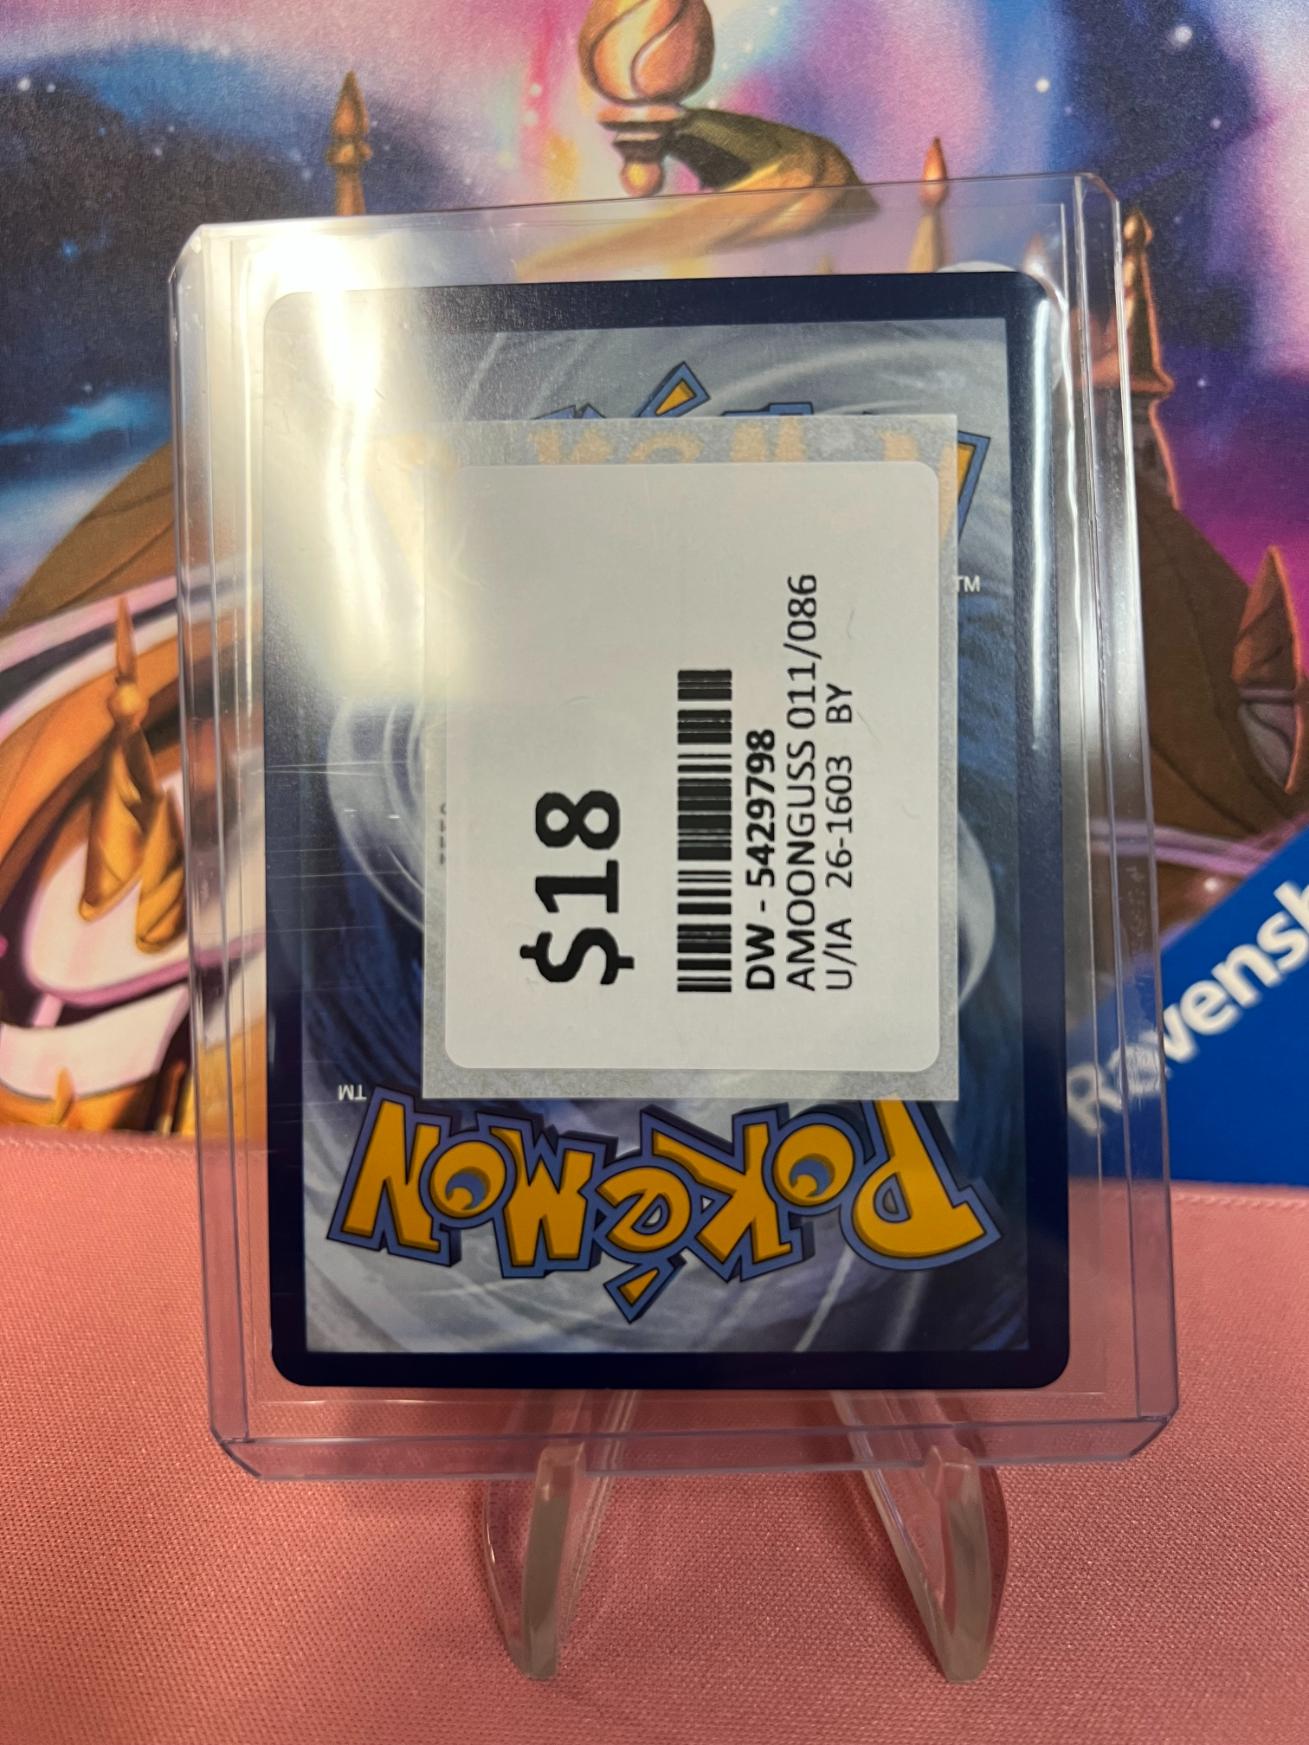 $18
DW - 5429798
AMOONGUSS 011/086
U/IA 26-1603 BY
TM
TM
POKéMON
Ravensb